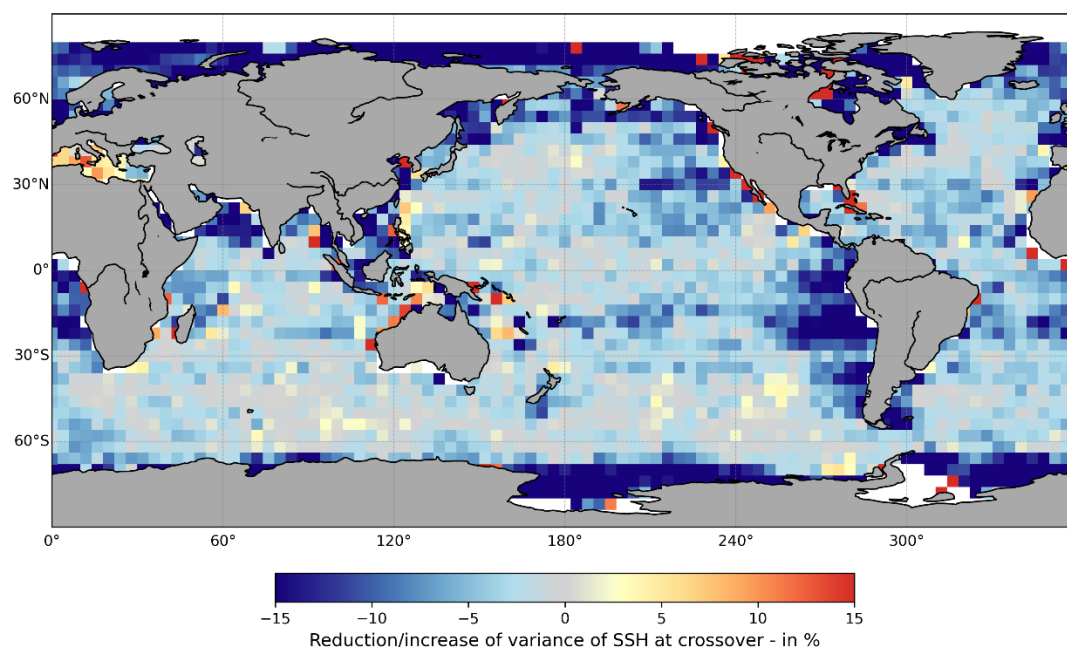 60°N
30°N
0°
30°S
60°S
0° 60° 120° 180° 240° 300°
−15 −10 −5 0 5 10 15
Reduction/increase of variance of SSH at crossover - in %